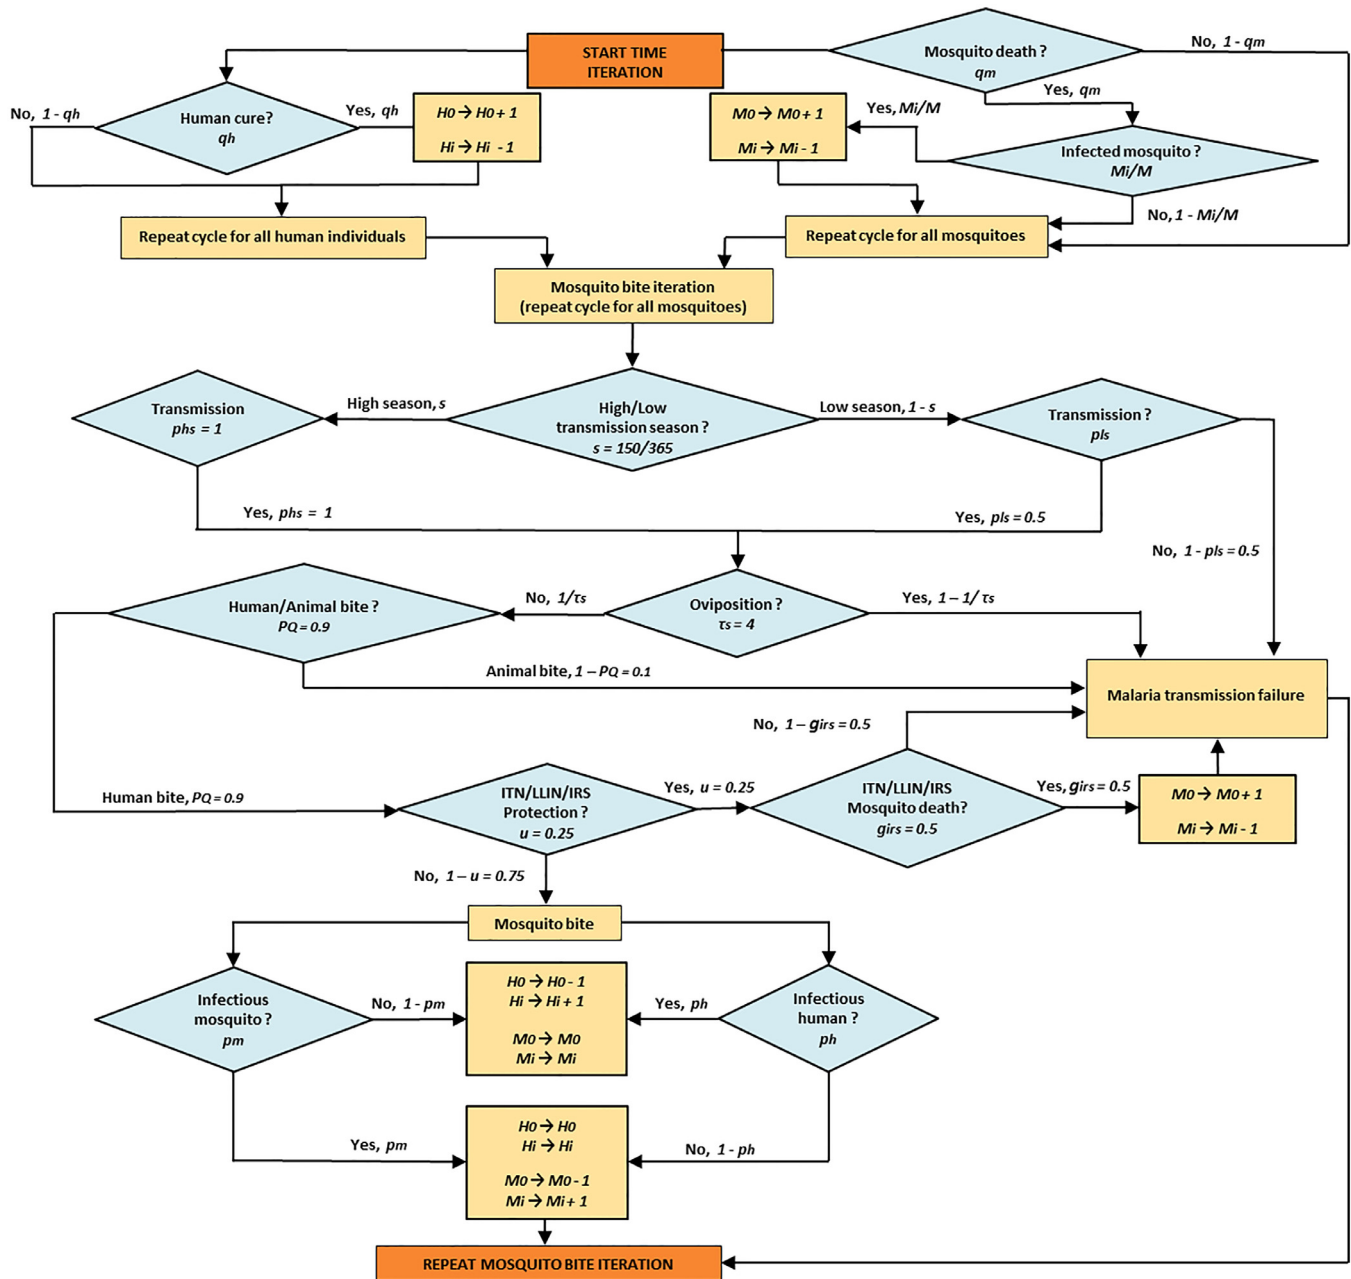 START TIME
ITERATION
Mosquito death ?
qm
No, 1- qm
Yes, qm
Human cure?
qh
No, 1- qh
Yes, qh
H0 → H0 + 1
Hi → Hi - 1
M0 → M0 + 1
Mi → Mi - 1
Yes, Mi/M
Infected mosquito ?
Mi/M
No, 1 - Mi/M
Repeat cycle for all human individuals
Repeat cycle for all mosquitoes
Mosquito bite iteration
(repeat cycle for all mosquitoes)
Transmission
phs = 1
High season, s
High/Low
transmission season ?
s = 150/365
Low season, 1 - s
Transmission ?
pls
Yes, phs = 1
Yes, pls = 0.5
No, 1 - pls = 0.5
Human/Animal bite ?
PQ = 0.9
No, 1/τs
Oviposition ?
τs = 4
Yes, 1 – 1/ τs
Animal bite, 1 – PQ = 0.1
Malaria transmission failure
No, 1 – girs = 0.5
Human bite, PQ = 0.9
ITN/LLIN/IRS
Protection ?
u = 0.25
Yes, u = 0.25
ITN/LLIN/IRS
Mosquito death?
girs = 0.5
Yes, girs = 0.5
M0 → M0 + 1
Mi → Mi - 1
No, 1 – u = 0.75
Mosquito bite
Infectious
mosquito ?
pm
No, 1 - pm
H0 → H0 - 1
Hi → Hi + 1
M0 → M0
Mi → Mi
Yes, ph
Infectious
human ?
ph
Yes, pm
H0 → H0
Hi → Hi
M0 → M0 - 1
Mi → Mi + 1
No, 1 - ph
REPEAT MOSQUITO BITE ITERATION